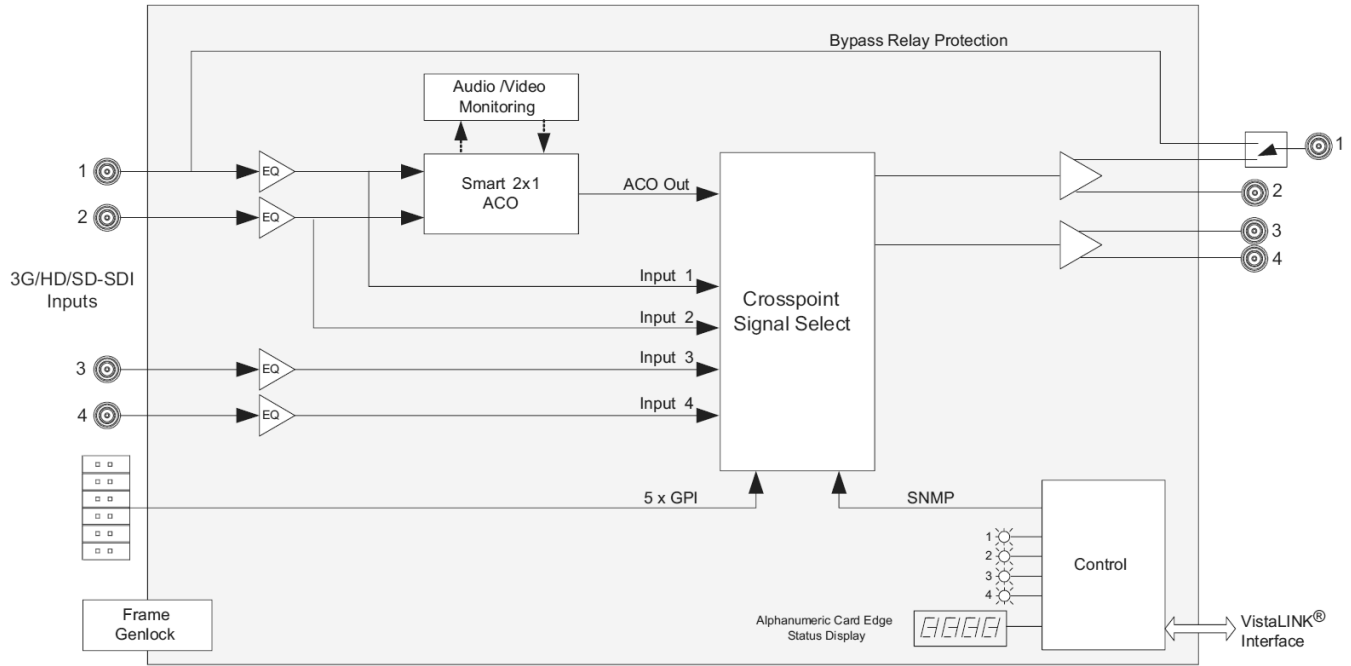 Bypass Relay Protection
Audio /Video
Monitoring
1
1
EQ
Smart 2x1
ACO
ACO Out
2
2
EQ
3
4
3G/HD/SD-SDI
Inputs
Input 1
Crosspoint
Signal Select
Input 2
3
EQ
Input 3
4
EQ
Input 4
5 x GPI
SNMP
1
2
3
4
Control
Frame
Genlock
Alphanumeric Card Edge
Status Display
VistaLINK®
Interface